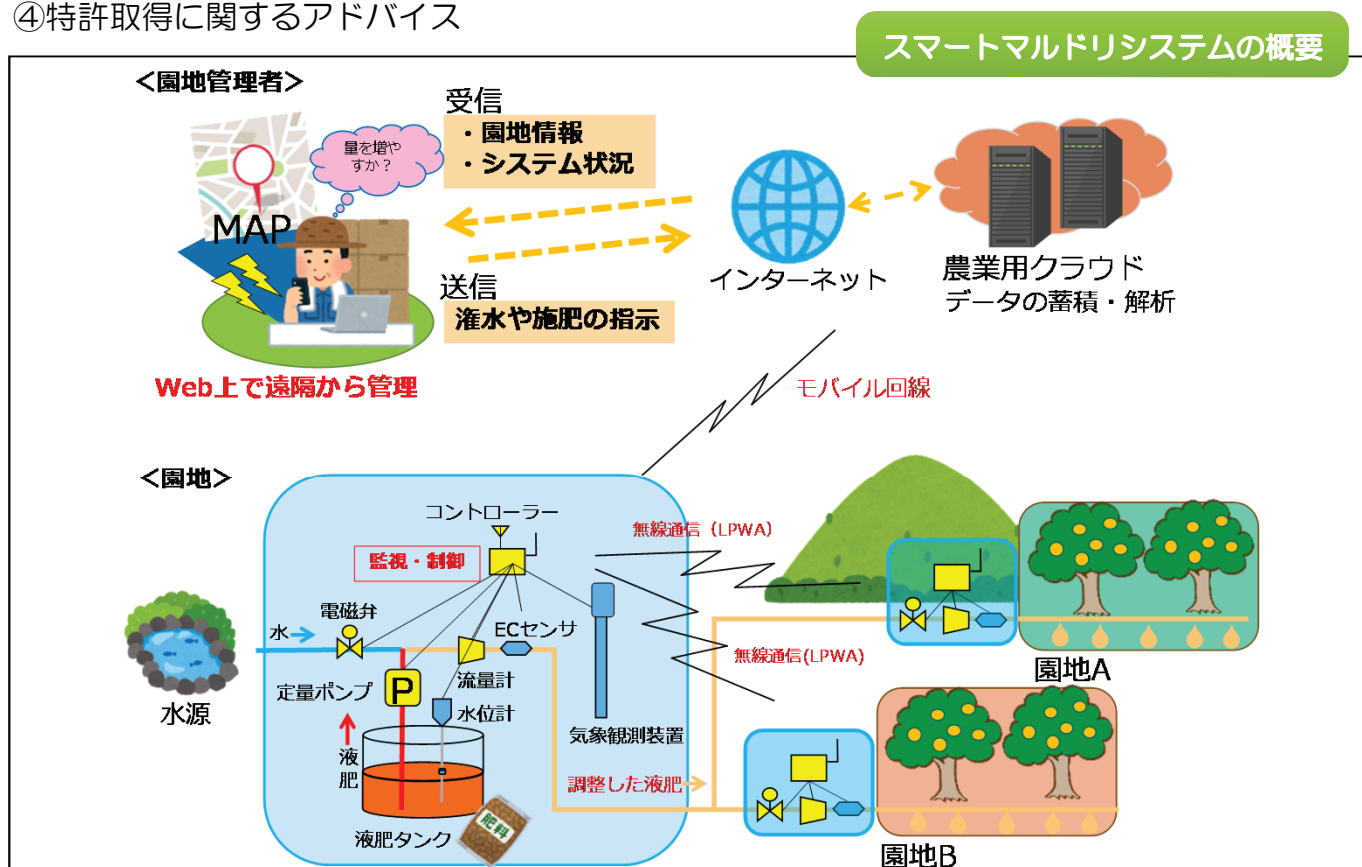 ④特許取得に関するアドバイス
スマートマルドリシステムの概要
<園地管理者>
受信
・園地情報
・システム状況
量を増や
すか？
MAP
送信
潅水や施肥の指示
Web上で遠隔から管理
インターネット
農業用クラウド
データの蓄積・解析
モバイル回線
<園地>
コントローラー
監視・制御
無線通信（LPWA）
電磁弁
水
ECセンサ
無線通信(LPWA)
園地A
定量ポンプ
P
流量計
水位計
水源
気象観測装置
液
肥
調整した液肥
肥料
液肥タンク
園地B